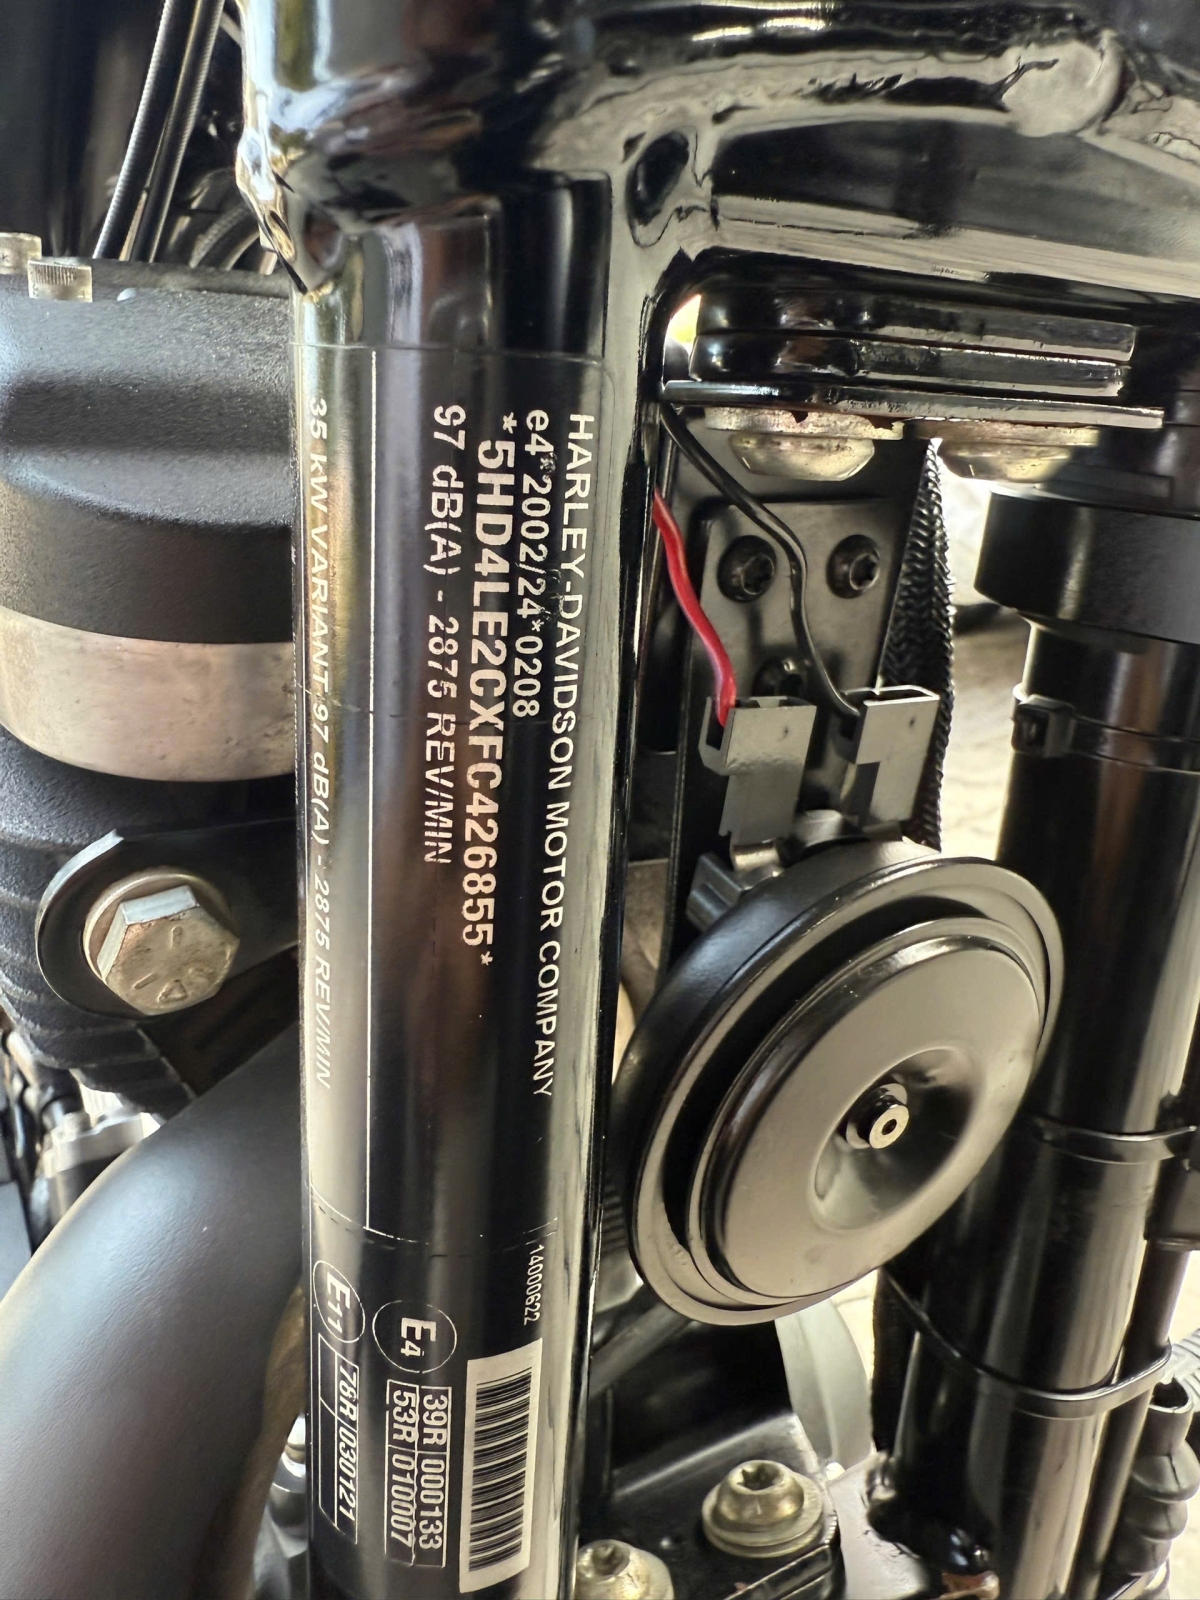 HARLEY-DAVIDSON MOTOR COMPANY
e4*2002/24*0208
*5HD4LE2CXFC426855*
97 dB(A) - 2875 REV/MIN
35 kW VARIANT-97 dB(A) - 2875 REV/MIN
14000622
E4
39R 000133
53R 010007
E11
76R 030121